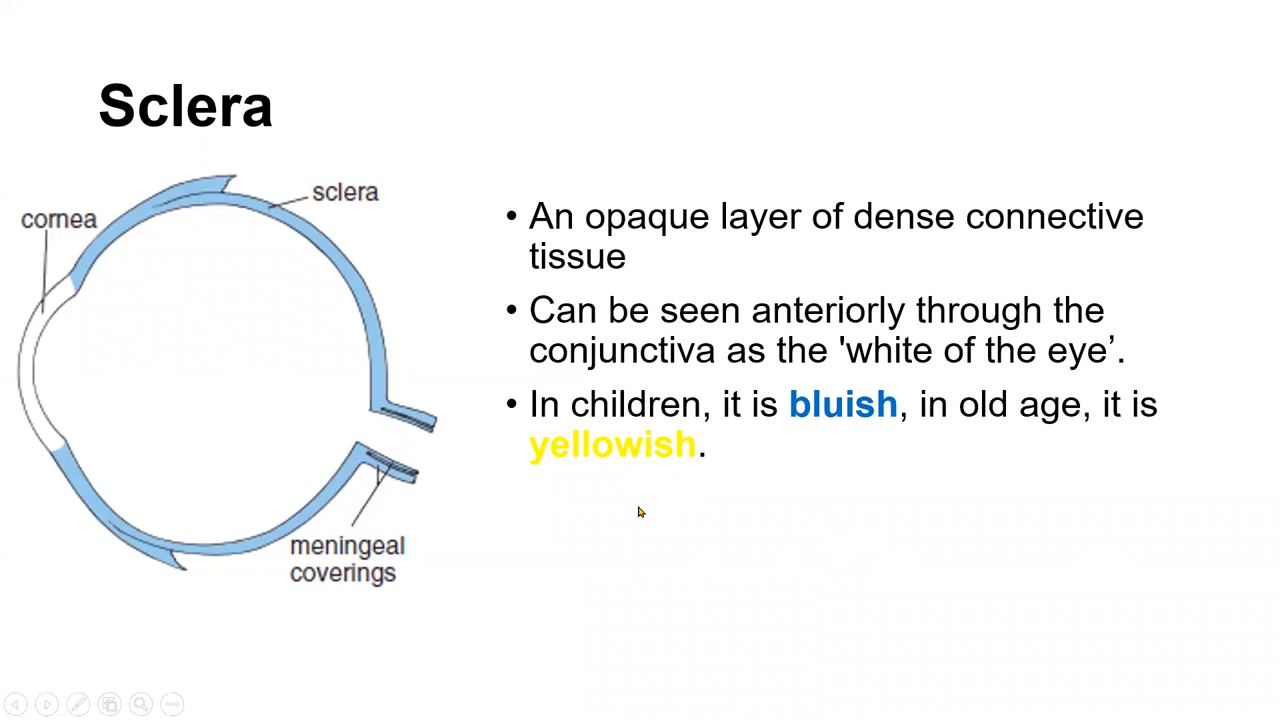 Sclera
sclera
cornea
meningeal
coverings
• An opaque layer of dense connective
tissue
• Can be seen anteriorly through the
conjunctiva as the 'white of the eye’.
• In children, it is bluish, in old age, it is
yellowish.